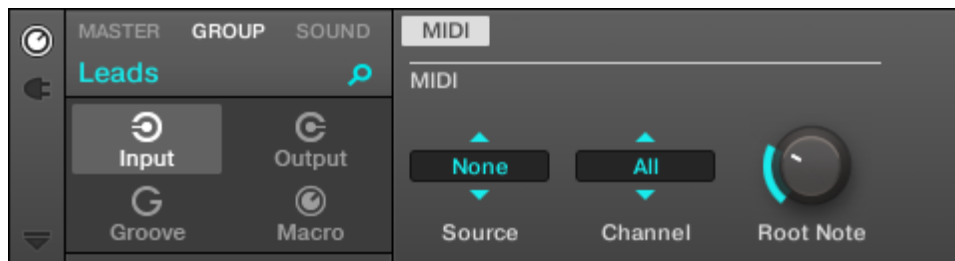 MASTER GROUP SOUND
Leads
Input Output
Groove Macro
MIDI
MIDI
None All
Source Channel Root Note